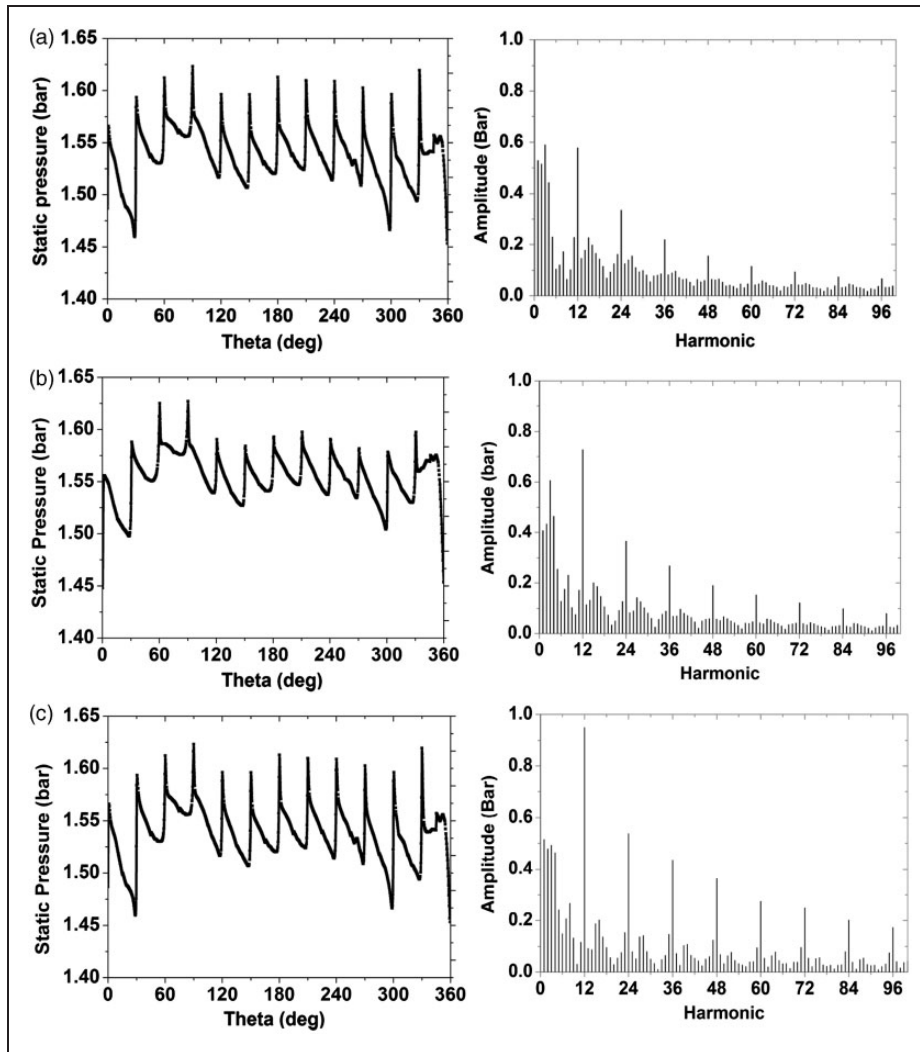 (a)
1.65
1.60
1.55
1.50
1.45
1.40
Static pressure (bar)
0 60 120 180 240 300 360
Theta (deg)
1.0
0.8
0.6
0.4
0.2
0.0
Amplitude (Bar)
0 12 24 36 48 60 72 84 96
Harmonic
(b)
1.65
1.60
1.55
1.50
1.45
1.40
Static Pressure (bar)
0 60 120 180 240 300 360
Theta (deg)
1.0
0.8
0.6
0.4
0.2
0.0
Amplitude (bar)
0 12 24 36 48 60 72 84 96
Harmonic
(c)
1.65
1.60
1.55
1.50
1.45
1.40
Static Pressure (bar)
0 60 120 180 240 300 360
Theta (deg)
1.0
0.8
0.6
0.4
0.2
0.0
Amplitude (Bar)
0 12 24 36 48 60 72 84 96
Harmonic